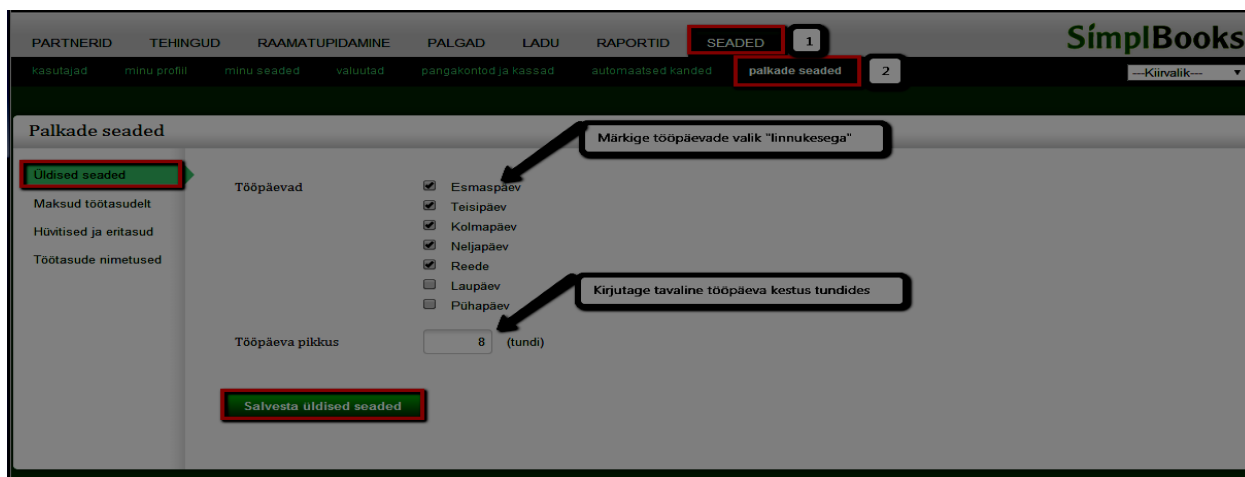 PARTNERID TEHINGUD RAAMATUPIDAMINE PALGAD LADU RAPORTID SEADED 1 SimplBooks
kasutajad minu profiil minu seaded valuutad pangakontod ja kassad automaatsed kanded palkade seaded 2 ---Kiirvalik---
Palkade seaded
Märkige tööpäevade valik "linnukesega"
Üldised seaded
Maksud töötasudelt
Hüvitised ja eritasud
Töötasude nimetused
Tööpäevad
Esmaspäev
Teisipäev
Kolmapäev
Neljapäev
Reede
Laupäev
Pühapäev
Kirjutage tavaline tööpäeva kestus tundides
Tööpäeva pikkus 8 (tundi)
Salvesta üldised seaded